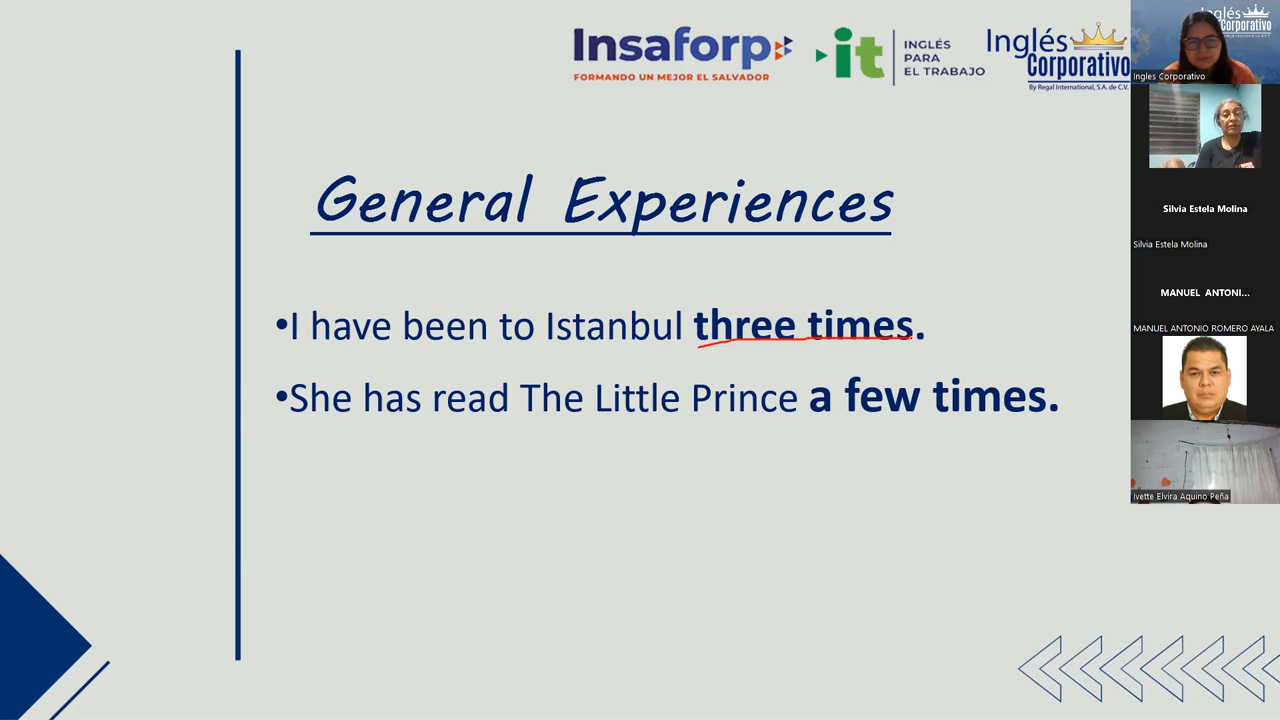 Insaforp
FORMANDO UN MEJOR EL SALVADOR
it
INGLÉS
PARA
EL TRABAJO
Inglés
Corporativo
By Regal International, S.A. de C.V.
General Experiences
•I have been to Istanbul three times.
•She has read The Little Prince a few times.
Inglés
Corporativo
Ingles Corporativo
Silvia Estela Molina
Silvia Estela Molina
MANUEL ANTONI...
MANUEL ANTONIO ROMERO AYALA
Ivette Elvira Aquino Peña